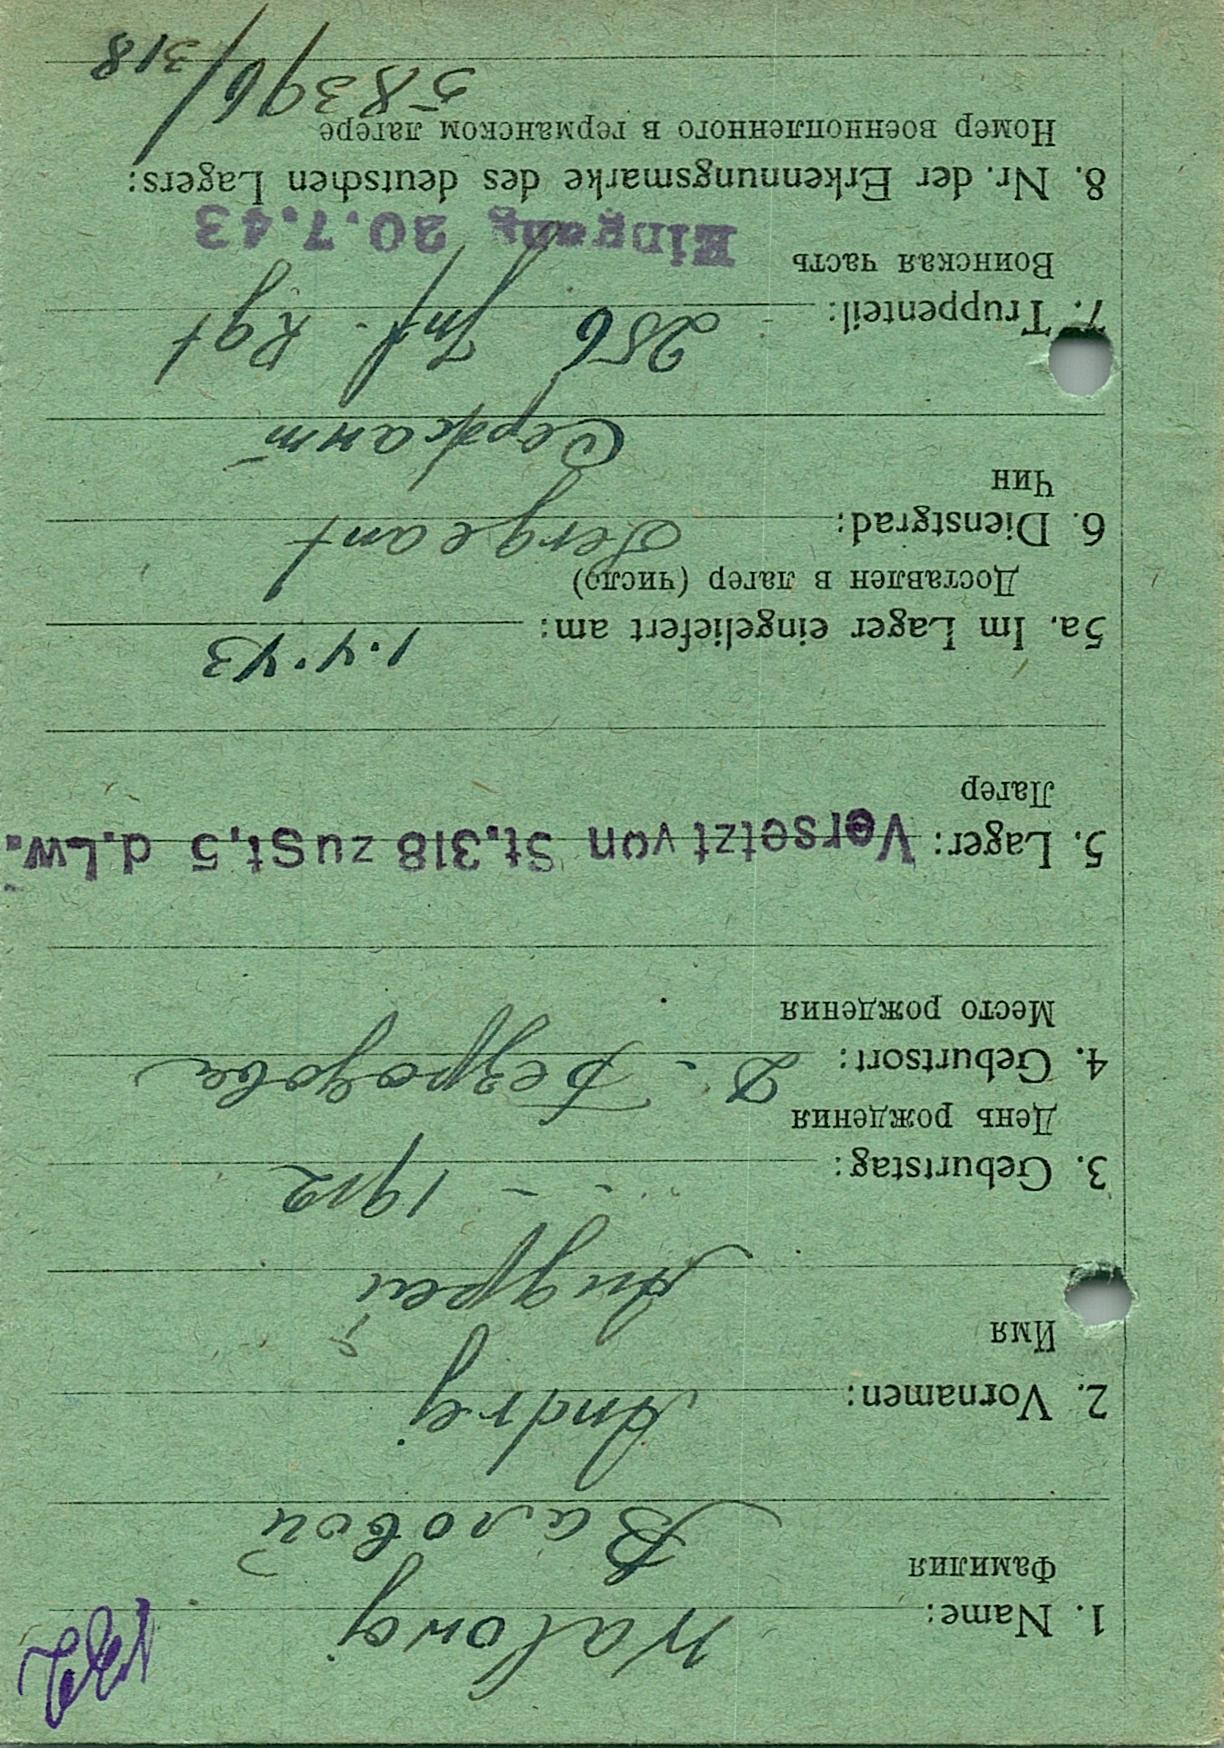 1. Name: Walowoj
Фамилия Валовой
2. Vornamen: Andrej
Имя Андрей
3. Geburtstag: - - 1912
День рождения
4. Geburtsort: Д-
Место рождения
5. Lager: Versetzt von St.318 zu St.5 d.Lw.
Лагерь
5a. Im Lager eingeliefert am: 1.4.43
Доставлен в лагер (число)
6. Dienstgrad: Sergeant
Чин Сержант
7. Truppenteil: 256 Inf. Rgt
Воинская часть Eingang 20.7.43
8. Nr. der Erkennungsmarke des deutschen Lagers:
Номер военнопленного в германском лагере
58396/318